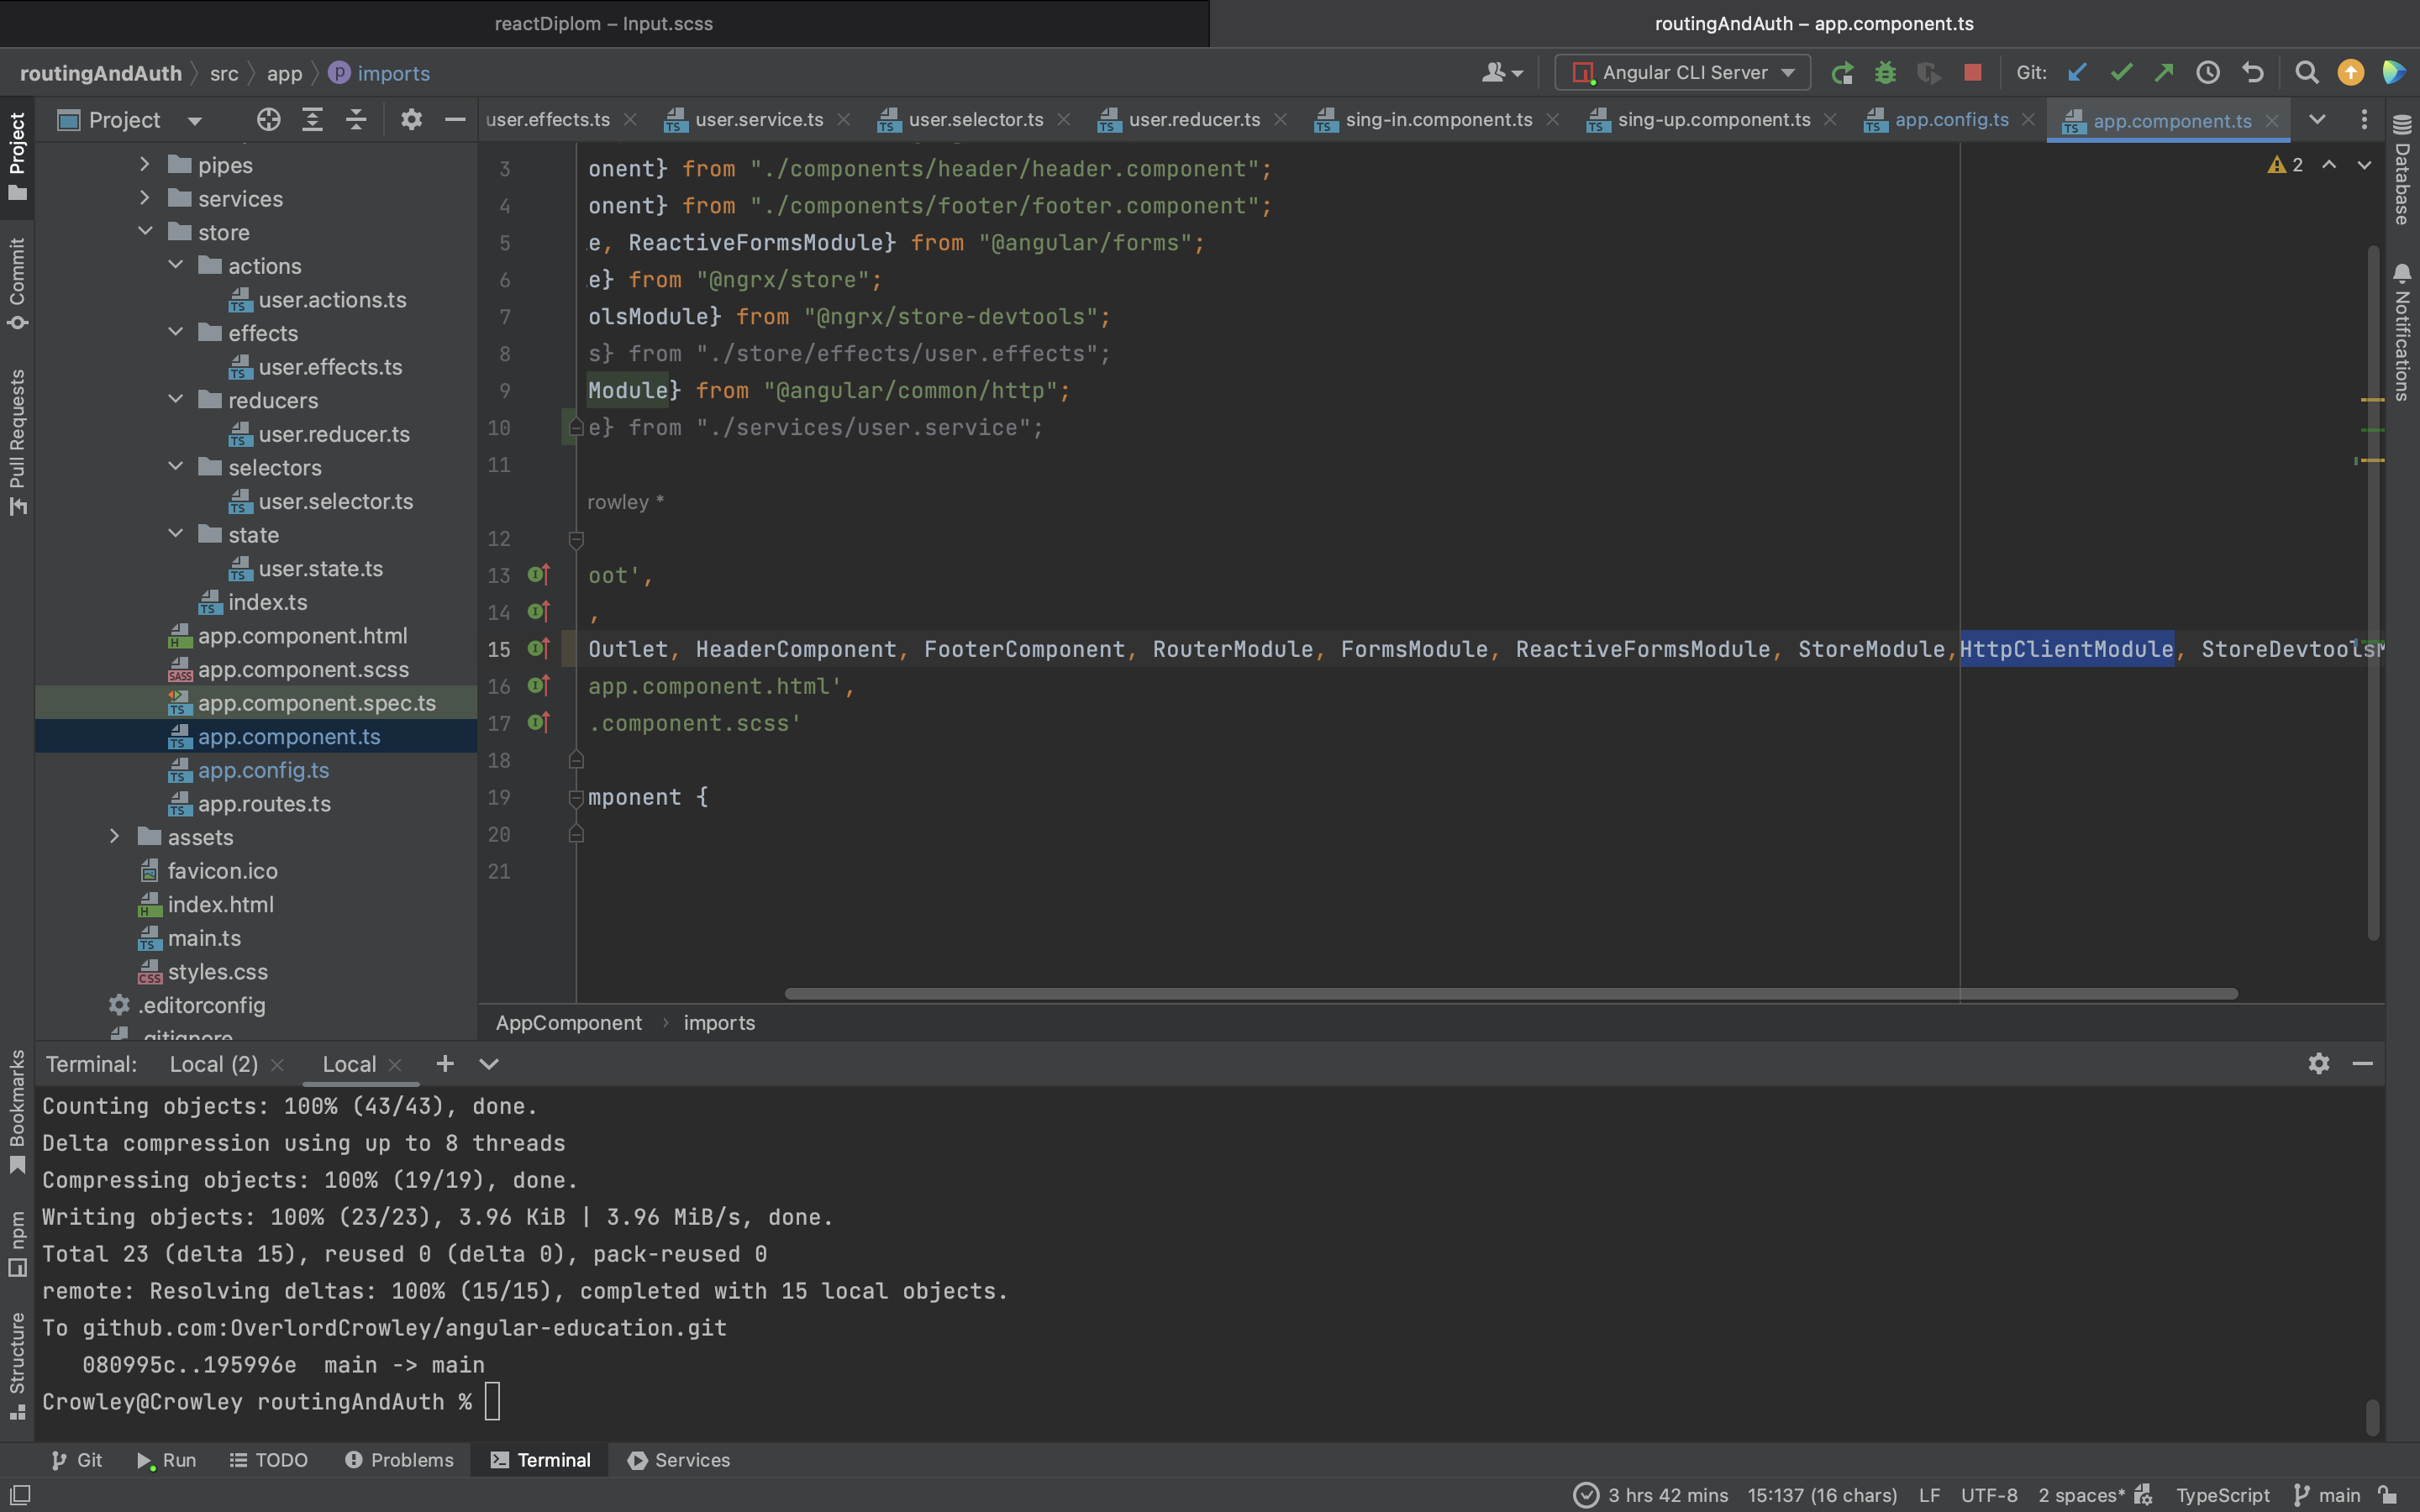 reactDiplom – Input.scss
routingAndAuth – app.component.ts
routingAndAuth src app p imports
Angular CLI Server
Git:
Project
user.effects.ts
user.service.ts
user.selector.ts
user.reducer.ts
sing-in.component.ts
sing-up.component.ts
app.config.ts
app.component.ts
Project
Commit
Pull Requests
Bookmarks
npm
Structure
Database
Notifications
pipes
services
store
actions
user.actions.ts
effects
user.effects.ts
reducers
user.reducer.ts
selectors
user.selector.ts
state
user.state.ts
index.ts
app.component.html
app.component.scss
app.component.spec.ts
app.component.ts
app.config.ts
app.routes.ts
assets
favicon.ico
index.html
main.ts
styles.css
.editorconfig
.gitignore
2
3 onent} from "./components/header/header.component";
4 onent} from "./components/footer/footer.component";
5 e, ReactiveFormsModule} from "@angular/forms";
6 e} from "@ngrx/store";
7 olsModule} from "@ngrx/store-devtools";
8 s} from "./store/effects/user.effects";
9 Module} from "@angular/common/http";
10 e} from "./services/user.service";
11
rowley *
12
13 oot',
14 ,
15 Outlet, HeaderComponent, FooterComponent, RouterModule, FormsModule, ReactiveFormsModule, StoreModule,HttpClientModule, StoreDevtoolsM
16 app.component.html',
17 .component.scss'
18
19 mponent {
20
21
AppComponent imports
Terminal: Local (2) Local
Counting objects: 100% (43/43), done.
Delta compression using up to 8 threads
Compressing objects: 100% (19/19), done.
Writing objects: 100% (23/23), 3.96 KiB | 3.96 MiB/s, done.
Total 23 (delta 15), reused 0 (delta 0), pack-reused 0
remote: Resolving deltas: 100% (15/15), completed with 15 local objects.
To github.com:OverlordCrowley/angular-education.git
080995c..195996e main -> main
Crowley@Crowley routingAndAuth %
Git Run TODO Problems Terminal Services
3 hrs 42 mins 15:137 (16 chars) LF UTF-8 2 spaces* TypeScript main